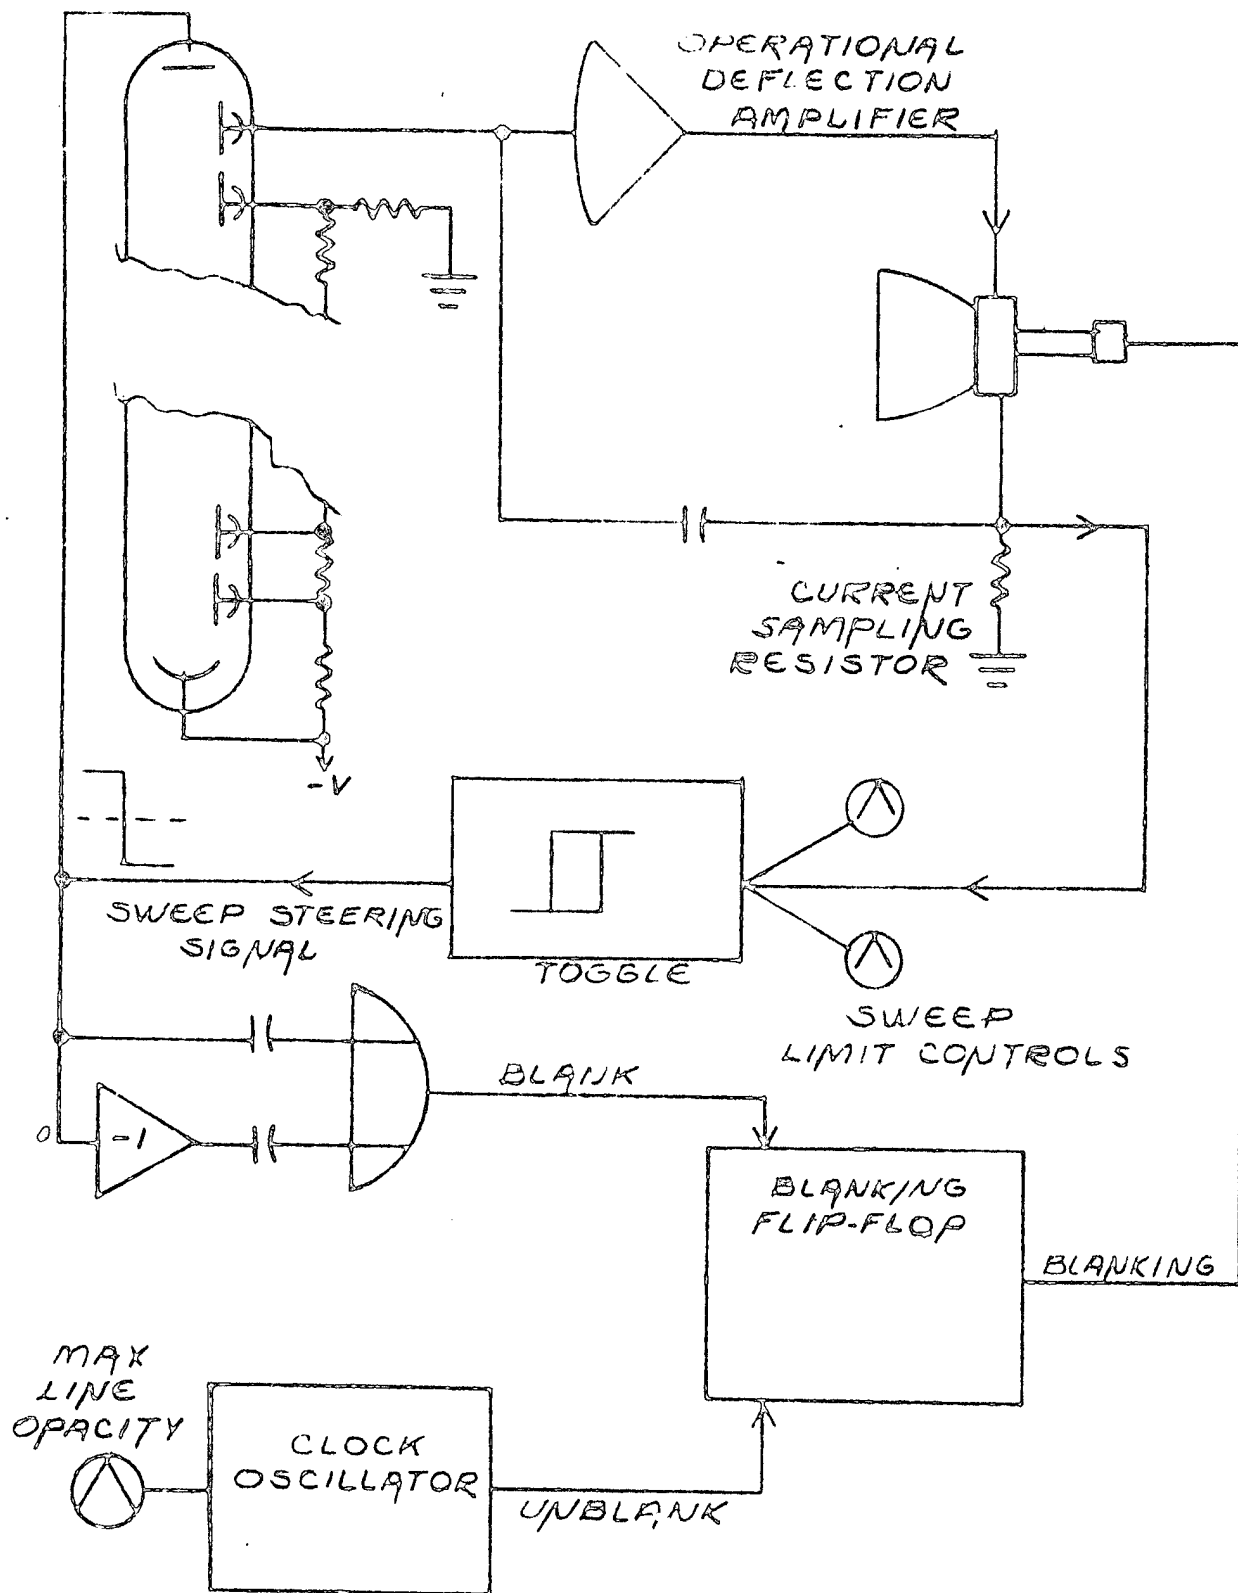 OPERATIONAL
DEFLECTION
AMPLIFIER
CURRENT
SAMPLING
RESISTOR
-V
SWEEP STEERING
SIGNAL
TOGGLE
SWEEP
LIMIT CONTROLS
BLANK
0
-1
BLANKING
FLIP-FLOP
BLANKING
MAX
LINE
OPACITY
CLOCK
OSCILLATOR
UNBLANK